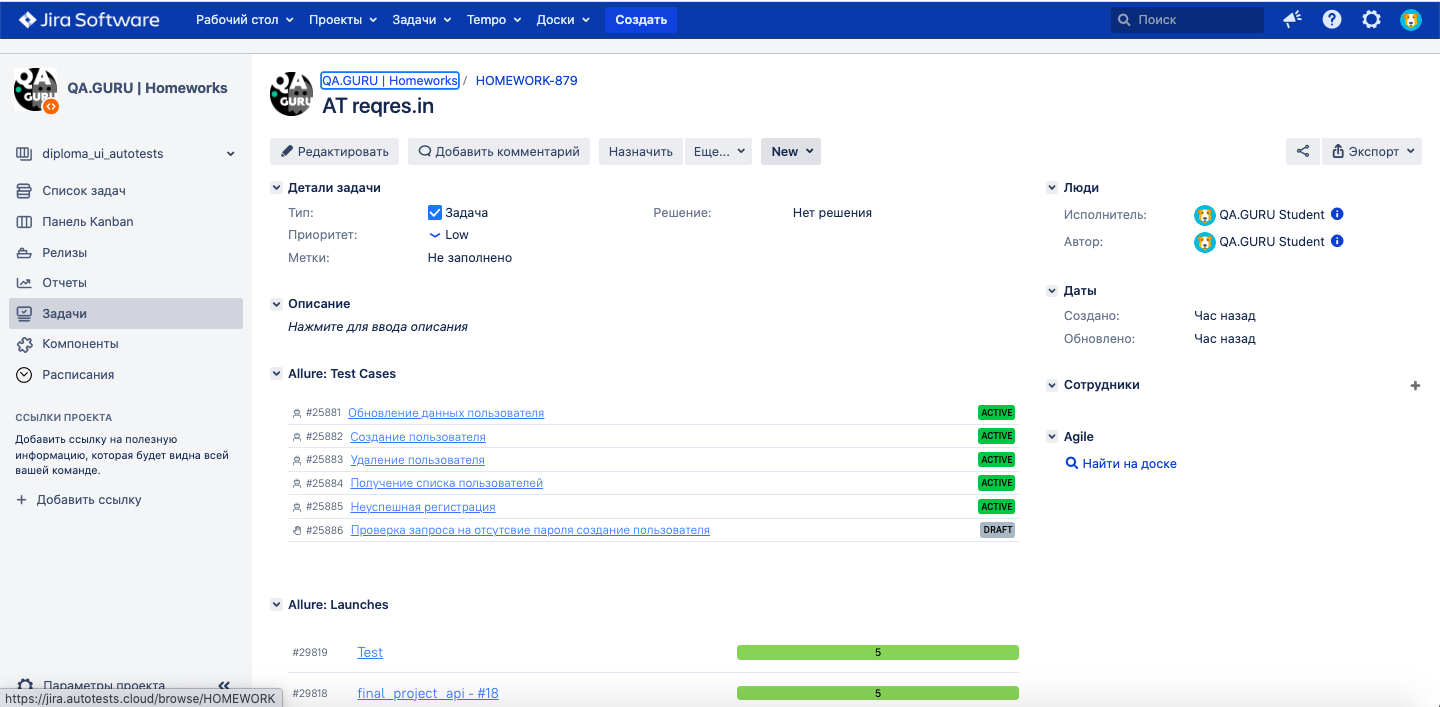 Jira Software
Рабочий стол Проекты Задачи Tempo Доски Создать Поиск
QA GURU
QA.GURU | Homeworks
diploma_ui_autotests
Список задач
Панель Kanban
Релизы
Отчеты
Задачи
Компоненты
Расписания
ССЫЛКИ ПРОЕКТА
Добавить ссылку на полезную
информацию, которая будет видна всей
вашей команде.
+ Добавить ссылку
Параметры проекта «
https://jira.autotests.cloud/browse/HOMEWORK
QA GURU
QA.GURU | Homeworks / HOMEWORK-879
AT reqres.in
Редактировать Добавить комментарий Назначить Еще... New Экспорт
Детали задачи
Тип: Задача Решение: Нет решения
Приоритет: Low
Метки: Не заполнено
Описание
Нажмите для ввода описания
Allure: Test Cases
#25881 Обновление данных пользователя ACTIVE
#25882 Создание пользователя ACTIVE
#25883 Удаление пользователя ACTIVE
#25884 Получение списка пользователей ACTIVE
#25885 Неуспешная регистрация ACTIVE
#25886 Проверка запроса на отсутсвие пароля создание пользователя DRAFT
Allure: Launches
#29819 Test 5
#29818 final_project_api - #18 5
Люди
Исполнитель: QA.GURU Student
Автор: QA.GURU Student
Даты
Создано: Час назад
Обновлено: Час назад
Сотрудники +
Agile
Найти на доске